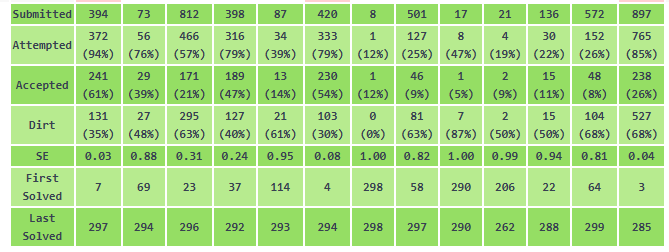 Submitted 394 73 812 398 87 420 8 501 17 21 136 572 897
Attempted 372 56 466 316 34 333 1 127 8 4 30 152 765
(94%) (76%) (57%) (79%) (39%) (79%) (12%) (25%) (47%) (19%) (22%) (26%) (85%)
Accepted 241 29 171 189 13 230 1 46 1 2 15 48 238
(61%) (39%) (21%) (47%) (14%) (54%) (12%) (9%) (5%) (9%) (11%) (8%) (26%)
Dirt 131 27 295 127 21 103 0 81 7 2 15 104 527
(35%) (48%) (63%) (40%) (61%) (30%) (0%) (63%) (87%) (50%) (50%) (68%) (68%)
SE 0.03 0.88 0.31 0.24 0.95 0.08 1.00 0.82 1.00 0.99 0.94 0.81 0.04
First
Solved 7 69 23 37 114 4 298 58 290 206 22 64 3
Last
Solved 297 294 296 292 293 294 298 297 290 262 288 299 285